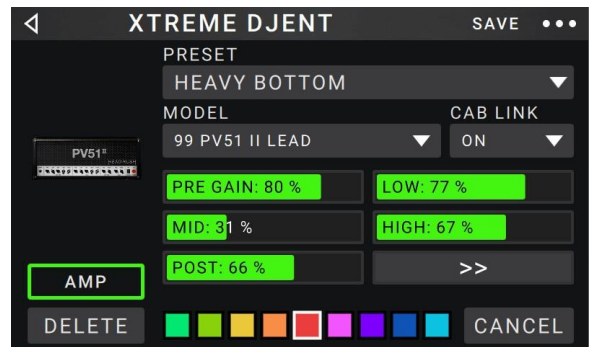 XTREME DJENT
SAVE
PRESET
HEAVY BOTTOM
MODEL
CAB LINK
99 PV51 II LEAD
ON
PV51
HEADRUSH
PRE GAIN: 80 %
LOW: 77 %
MID: 31 %
HIGH: 67 %
POST: 66 %
>>
AMP
DELETE
CANCEL